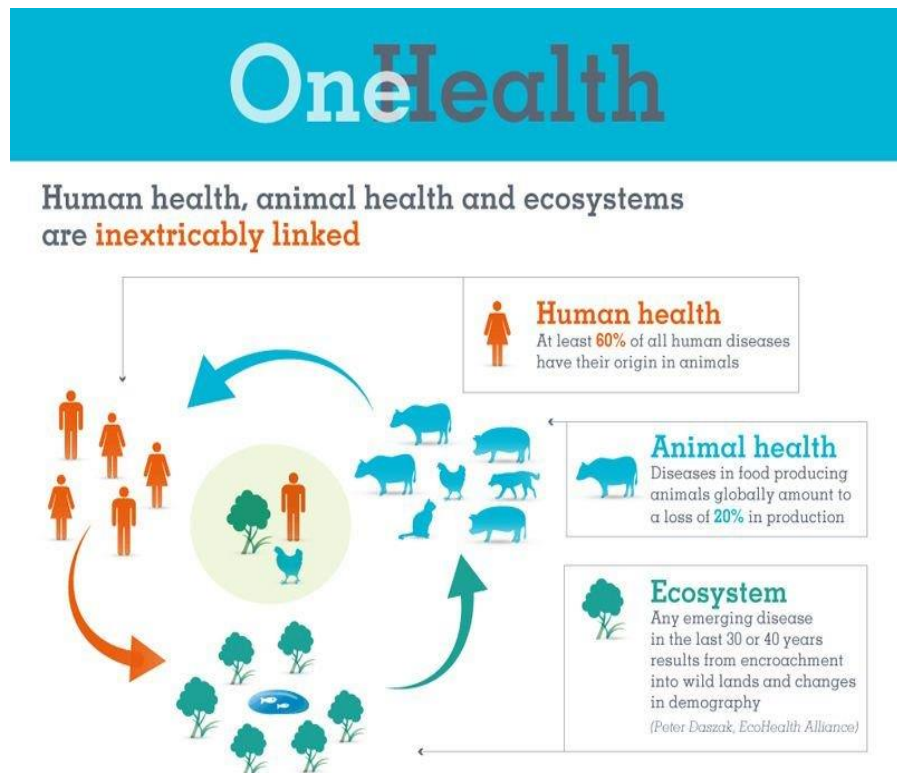 OneHealth
Human health, animal health and ecosystems
are inextricably linked
Human health
At least 60% of all human diseases
have their origin in animals
Animal health
Diseases in food producing
animals globally amount to
a loss of 20% in production
Ecosystem
Any emerging disease
in the last 30 or 40 years
results from encroachment
into wild lands and changes
in demography
(Peter Daszak, EcoHealth Alliance)